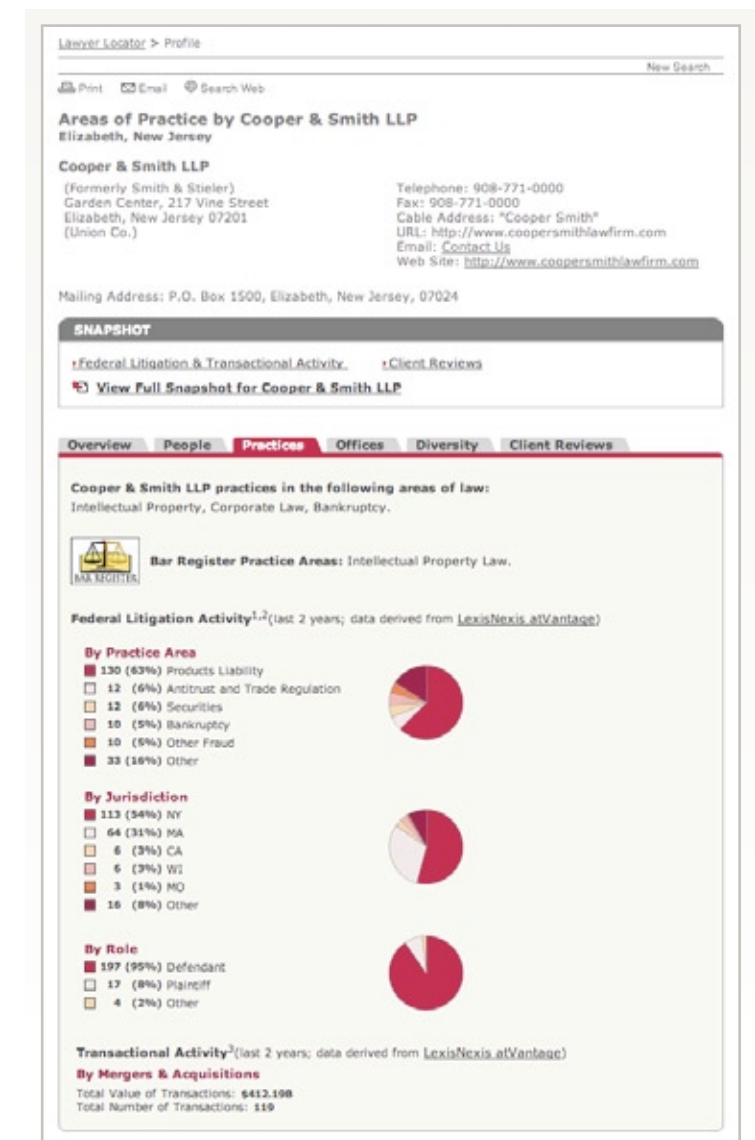 Lawyer Locator > Profile
New Search
Print Email Search Web
Areas of Practice by Cooper & Smith LLP
Elizabeth, New Jersey
Cooper & Smith LLP
(Formerly Smith & Stieler)
Garden Center, 217 Vine Street
Elizabeth, New Jersey 07201
(Union Co.)
Telephone: 908-771-0000
Fax: 908-771-0000
Cable Address: "Cooper Smith"
URL: http://www.coopersmithlawfirm.com
Email: Contact Us
Web Site: http://www.coopersmithlawfirm.com
Mailing Address: P.O. Box 1500, Elizabeth, New Jersey, 07024
SNAPSHOT
Federal Litigation & Transactional Activity Client Reviews
View Full Snapshot for Cooper & Smith LLP
Overview People Practices Offices Diversity Client Reviews
Cooper & Smith LLP practices in the following areas of law:
Intellectual Property, Corporate Law, Bankruptcy.
BAR REGISTER
Bar Register Practice Areas: Intellectual Property Law.
Federal Litigation Activity1,2(last 2 years; data derived from LexisNexis atVantage)
By Practice Area
130 (63%) Products Liability
12 (6%) Antitrust and Trade Regulation
12 (6%) Securities
10 (5%) Bankruptcy
10 (5%) Other Fraud
33 (16%) Other
By Jurisdiction
113 (54%) NY
64 (31%) MA
6 (3%) CA
6 (3%) WI
3 (1%) MO
16 (8%) Other
By Role
197 (95%) Defendant
17 (8%) Plaintiff
4 (2%) Other
Transactional Activity3(last 2 years; data derived from LexisNexis atVantage)
By Mergers & Acquisitions
Total Value of Transactions: $412.198
Total Number of Transactions: 119